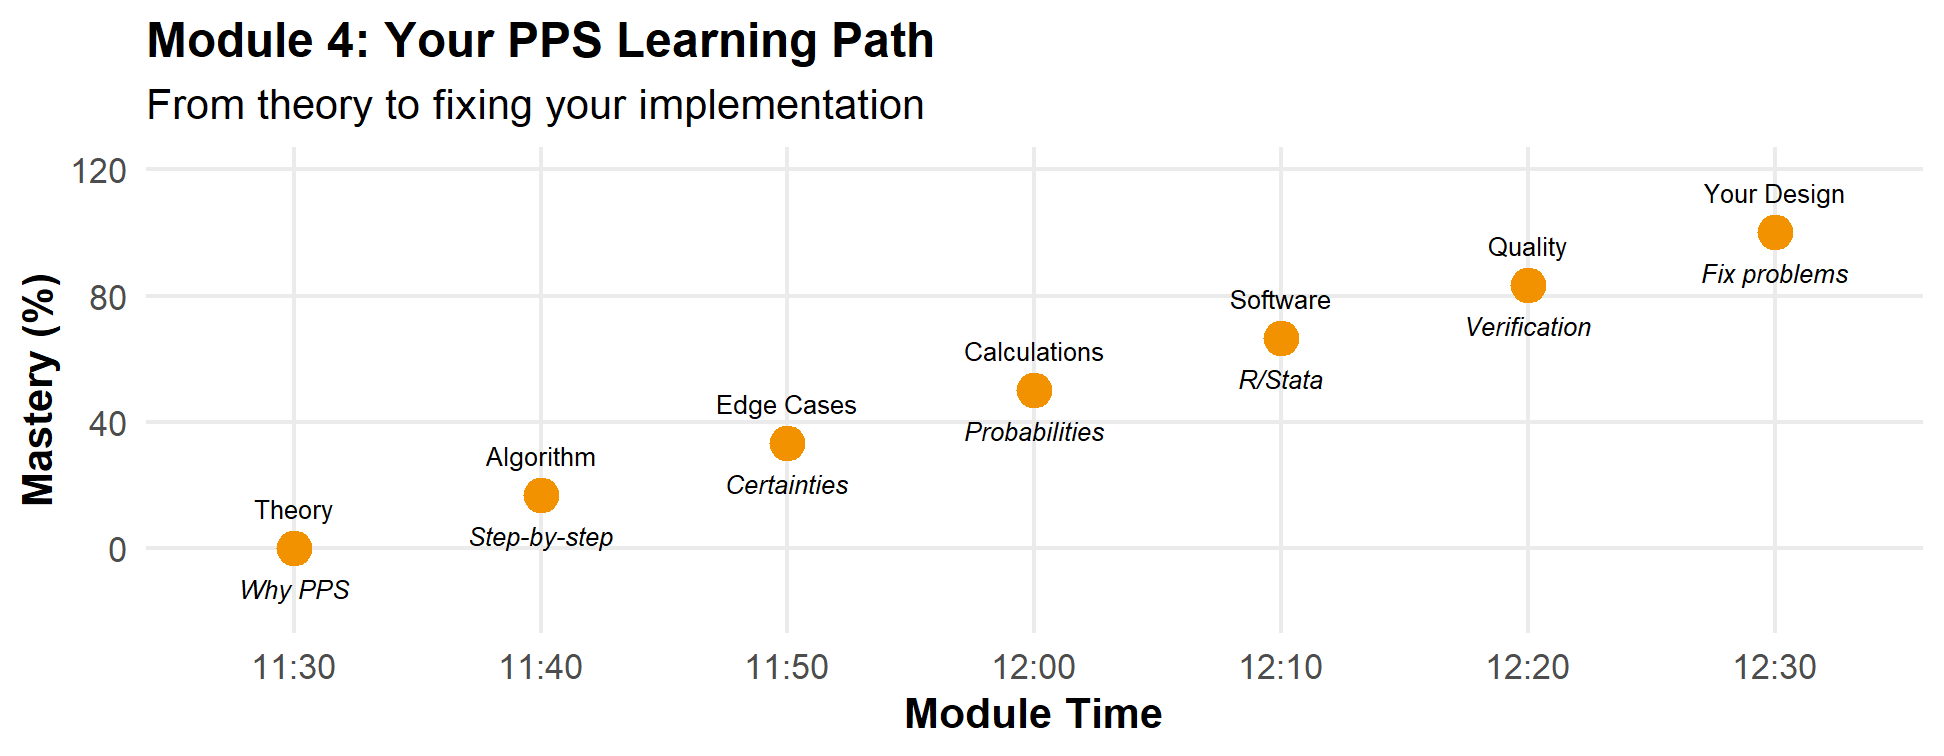 Module 4: Your PPS Learning Path
From theory to fixing your implementation
Mastery (%)
120
80
40
0
Theory
Why PPS
Algorithm
Step-by-step
Edge Cases
Certainties
Calculations
Probabilities
Software
R/Stata
Quality
Verification
Your Design
Fix problems
11:30
11:40
11:50
12:00
12:10
12:20
12:30
Module Time